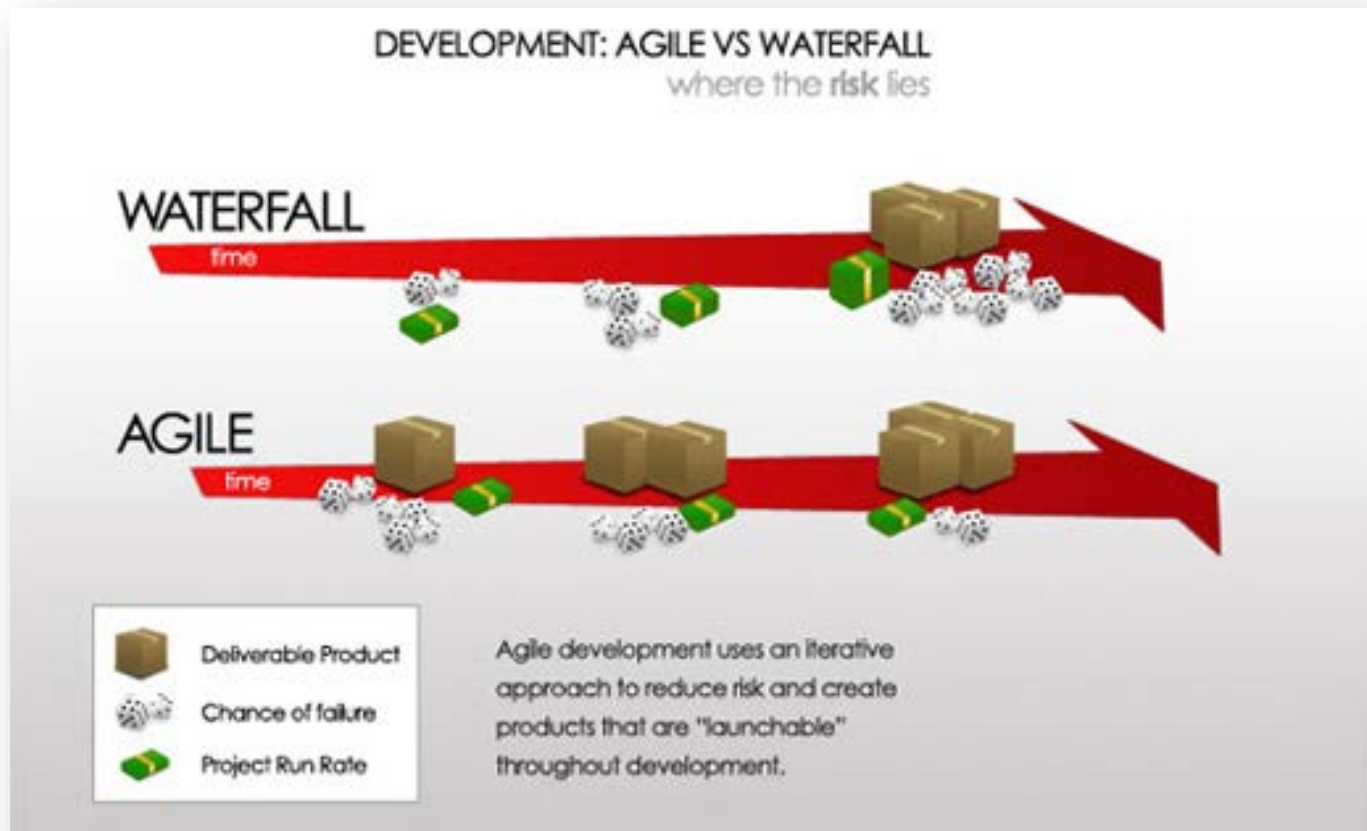 DEVELOPMENT: AGILE VS WATERFALL
where the risk lies
WATERFALL
time
AGILE
time
Deliverable Product
Chance of failure
Project Run Rate
Agile development uses an iterative
approach to reduce risk and create
products that are "launchable"
throughout development.